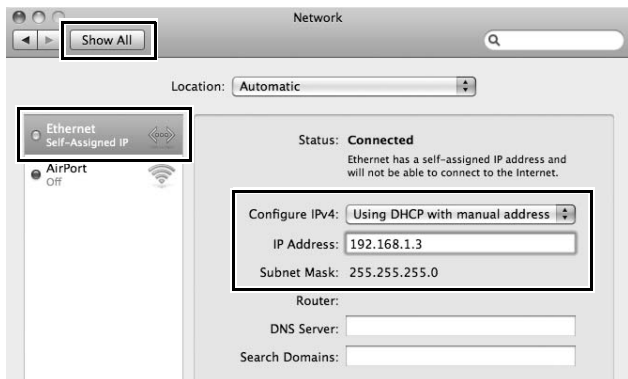 Network
Show All
Location: Automatic
Ethernet
Self-Assigned IP
AirPort
Off
Status: Connected
Ethernet has a self-assigned IP address and
will not be able to connect to the Internet.
Configure IPv4: Using DHCP with manual address
IP Address: 192.168.1.3
Subnet Mask: 255.255.255.0
Router:
DNS Server:
Search Domains: